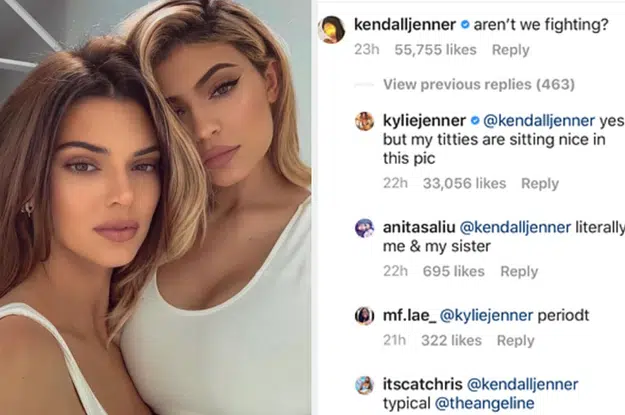 kendalljenner aren't we fighting?
23h 55,755 likes Reply
View previous replies (463)
kyliejenner @kendalljenner yes
but my titties are sitting nice in
this pic
22h 33,056 likes Reply
anitasaliu @kendalljenner literally
me & my sister
22h 695 likes Reply
mf.lae_ @kyliejenner periodt
21h 322 likes Reply
itscatchris @kendalljenner
typical @theangeline